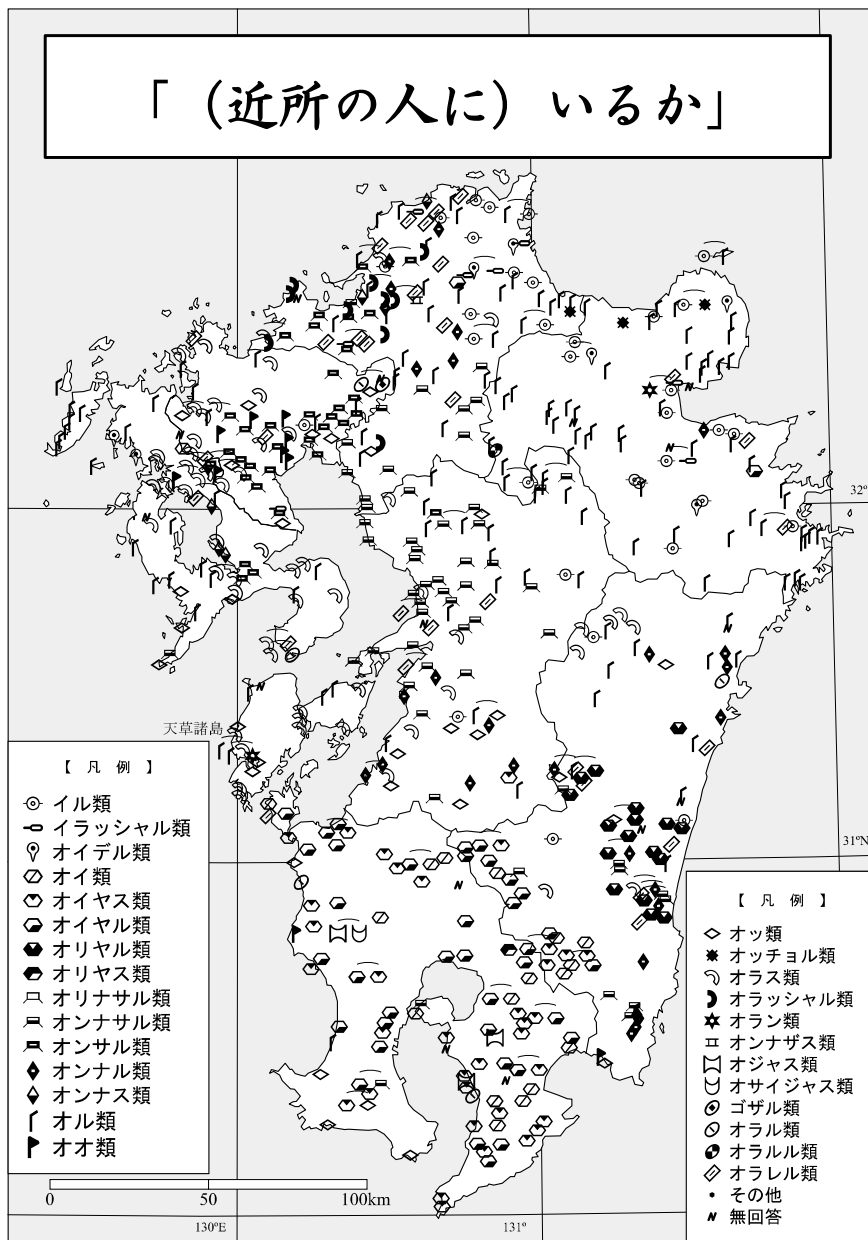 「（近所の人に）いるか」
32°
天草諸島
【 凡 例 】
イル類
イラッシャル類
オイデル類
オイ類
オイヤス類
オイヤル類
オリヤル類
オリヤス類
オリナサル類
オンナサル類
オンサル類
オンナル類
オンナス類
オル類
オオ類
31°N
【 凡 例 】
オッ類
オッチョル類
オラス類
オラッシャル類
オラン類
オンナザス類
オジャス類
オサイジャス類
ゴザル類
オラル類
オラルル類
オラレル類
その他
無回答
0 50 100km
130°E 131°